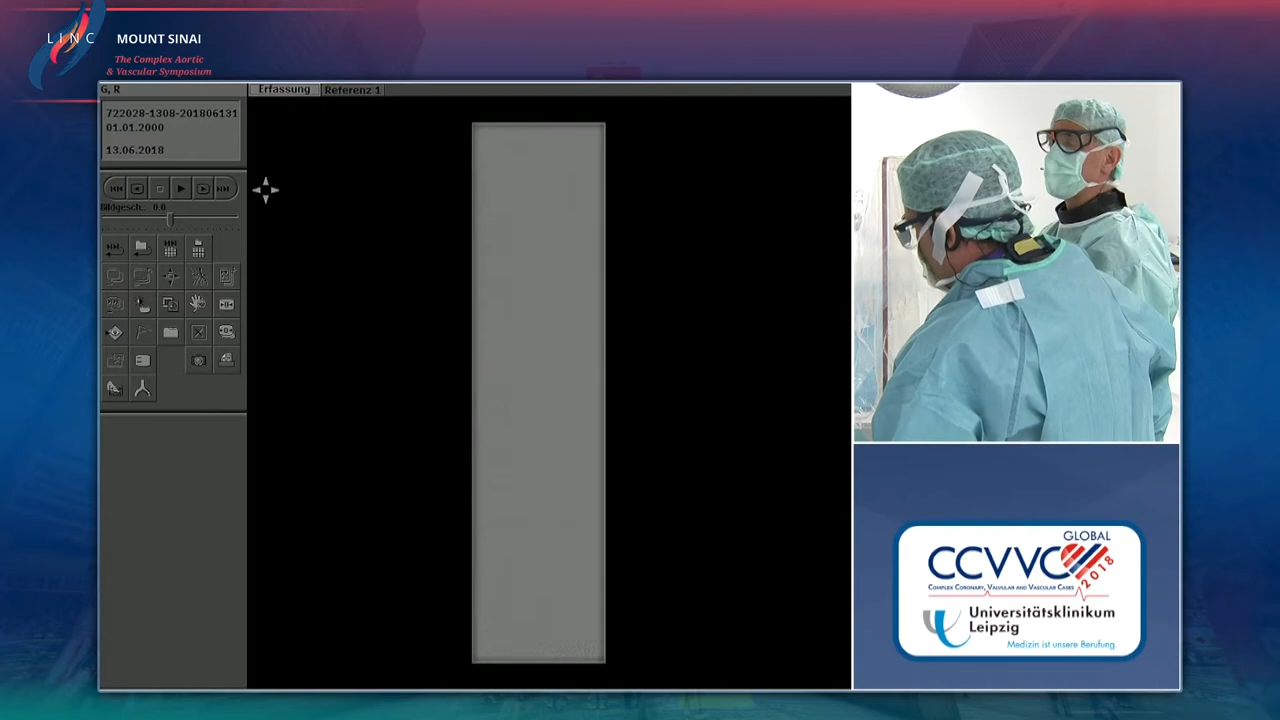 LINC
MOUNT SINAI
The Complex Aortic
& Vascular Symposium
G, R
722028-1308-201806131
01.01.2000
13.06.2018
Bildgesch.: 0.0
Erfassung
Referenz 1
GLOBAL
CCVVC
2018
COMPLEX CORONARY, VALVULAR AND VASCULAR CASES
Universitätsklinikum
Leipzig
Medizin ist unsere Berufung.